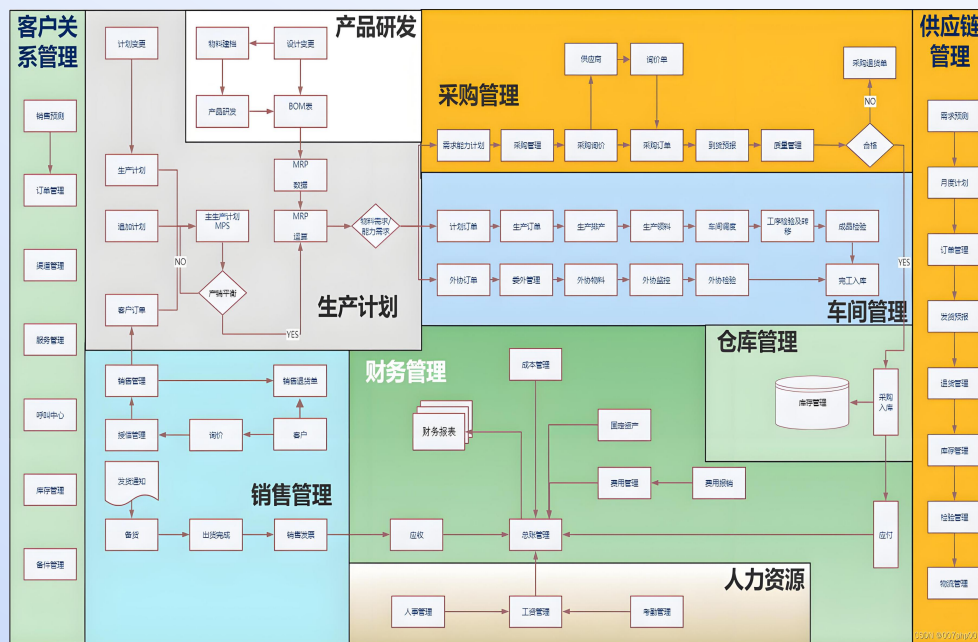 客户关
系管理
销售预测
订单管理
渠道管理
服务管理
呼叫中心
库存管理
备件管理
计划变更
生产计划
追加计划
客户订单
主生产计划
MPS
产销平衡
NO
YES
生产计划
产品研发
物料建档
设计变更
产品研发
BOM表
MRP
数据
MRP
运算
物料需求/
能力需求
采购管理
供应商
询价单
采购退货单
NO
需求能力计划
采购管理
采购询价
采购订单
到货预报
质量管理
合格
YES
计划订单
生产订单
生产排产
生产领料
车间调度
工序检验及转
移
成品检验
外协订单
委外管理
外协物料
外协监控
外协检验
完工入库
车间管理
仓库管理
库存管理
采购
入库
应付
财务管理
成本管理
财务报表
固定资产
费用管理
费用报销
应收
总账管理
销售管理
销售退货单
授信管理
询价
客户
发货通知
销售管理
备货
出货完成
销售发票
人力资源
人事管理
工资管理
考勤管理
供应链
管理
需求预测
月度计划
订单管理
发货预报
退货管理
库存管理
检验管理
物流管理